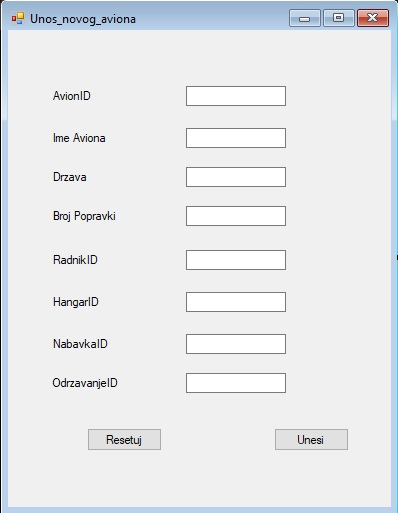 Unos_novog_aviona
AvionID
Ime Aviona
Drzava
Broj Popravki
RadnikID
HangarID
NabavkaID
OdrzavanjeID
Resetuj Unesi